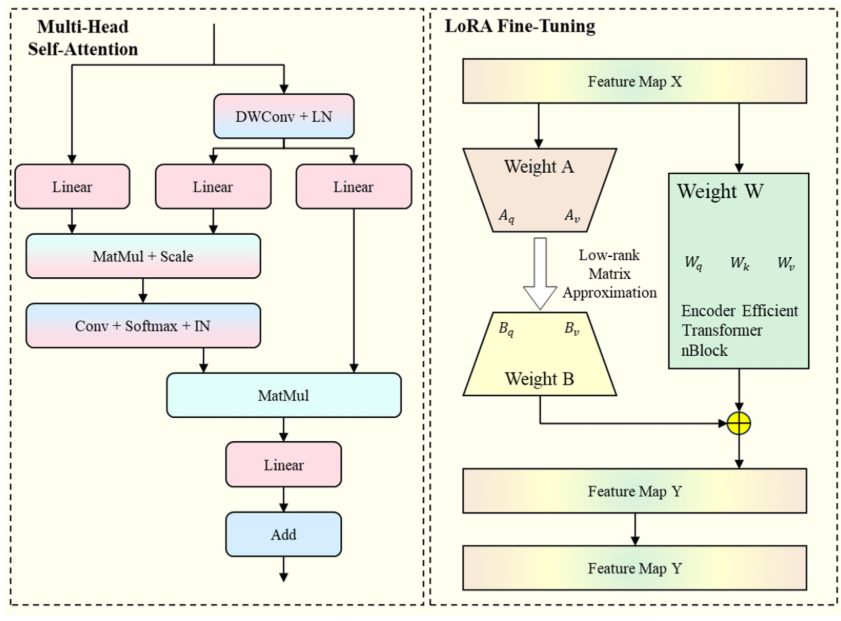 Multi-Head
Self-Attention
DWConv + LN
Linear
Linear
Linear
MatMul + Scale
Conv + Softmax + IN
MatMul
Linear
Add
LoRA Fine-Tuning
Feature Map X
Weight A
A_q A_v
Low-rank
Matrix
Approximation
B_q B_v
Weight B
Weight W
W_q W_k W_v
Encoder Efficient
Transformer
nBlock
Feature Map Y
Feature Map Y